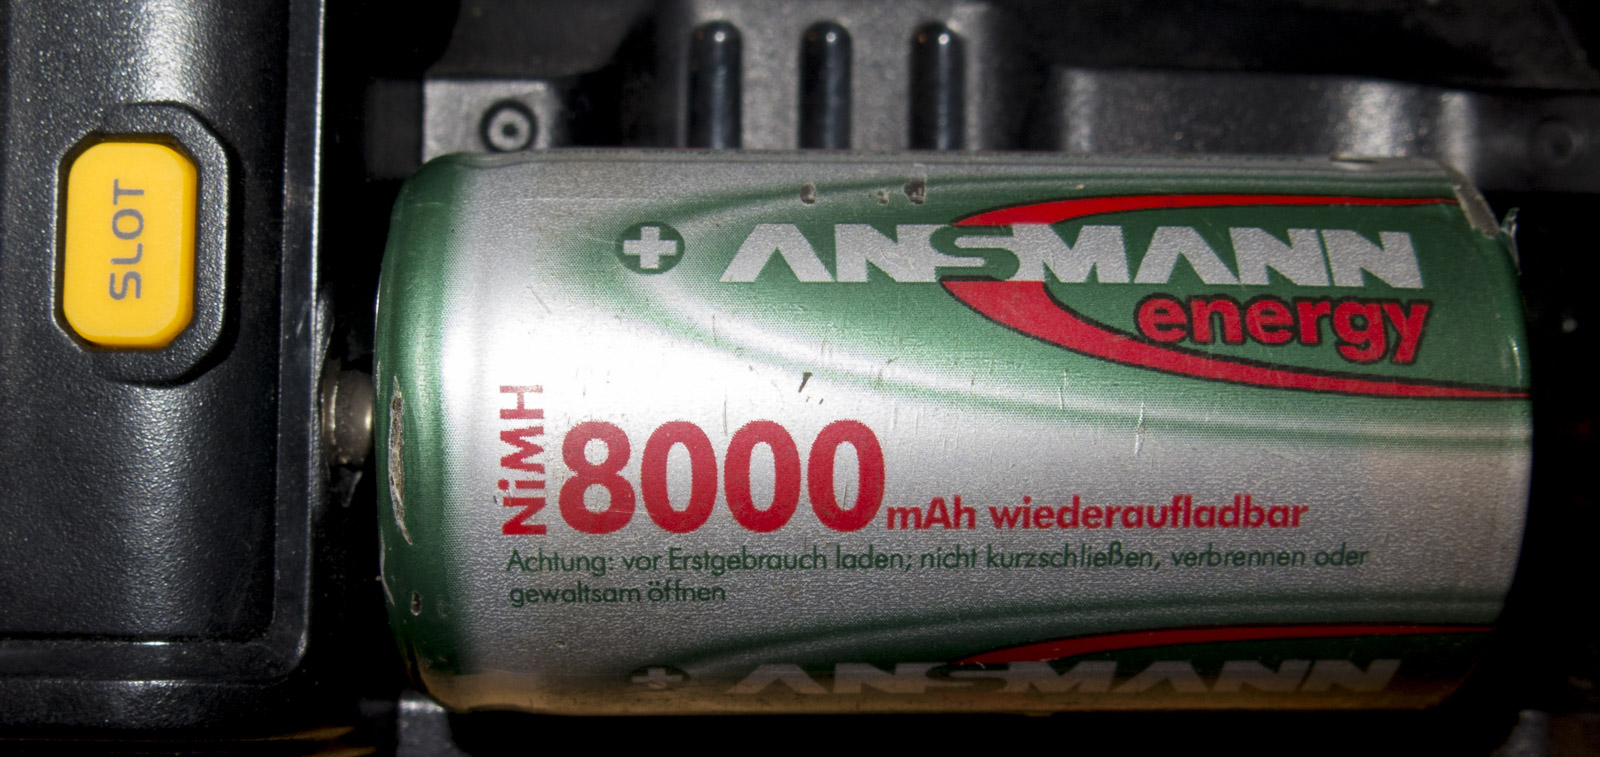 SLOT
+ ANSMANN
energy
NiMH
8000 mAh wiederaufladbar
Achtung: vor Erstgebrauch laden; nicht kurzschließen, verbrennen oder
gewaltsam öffnen
+ ANSMANN